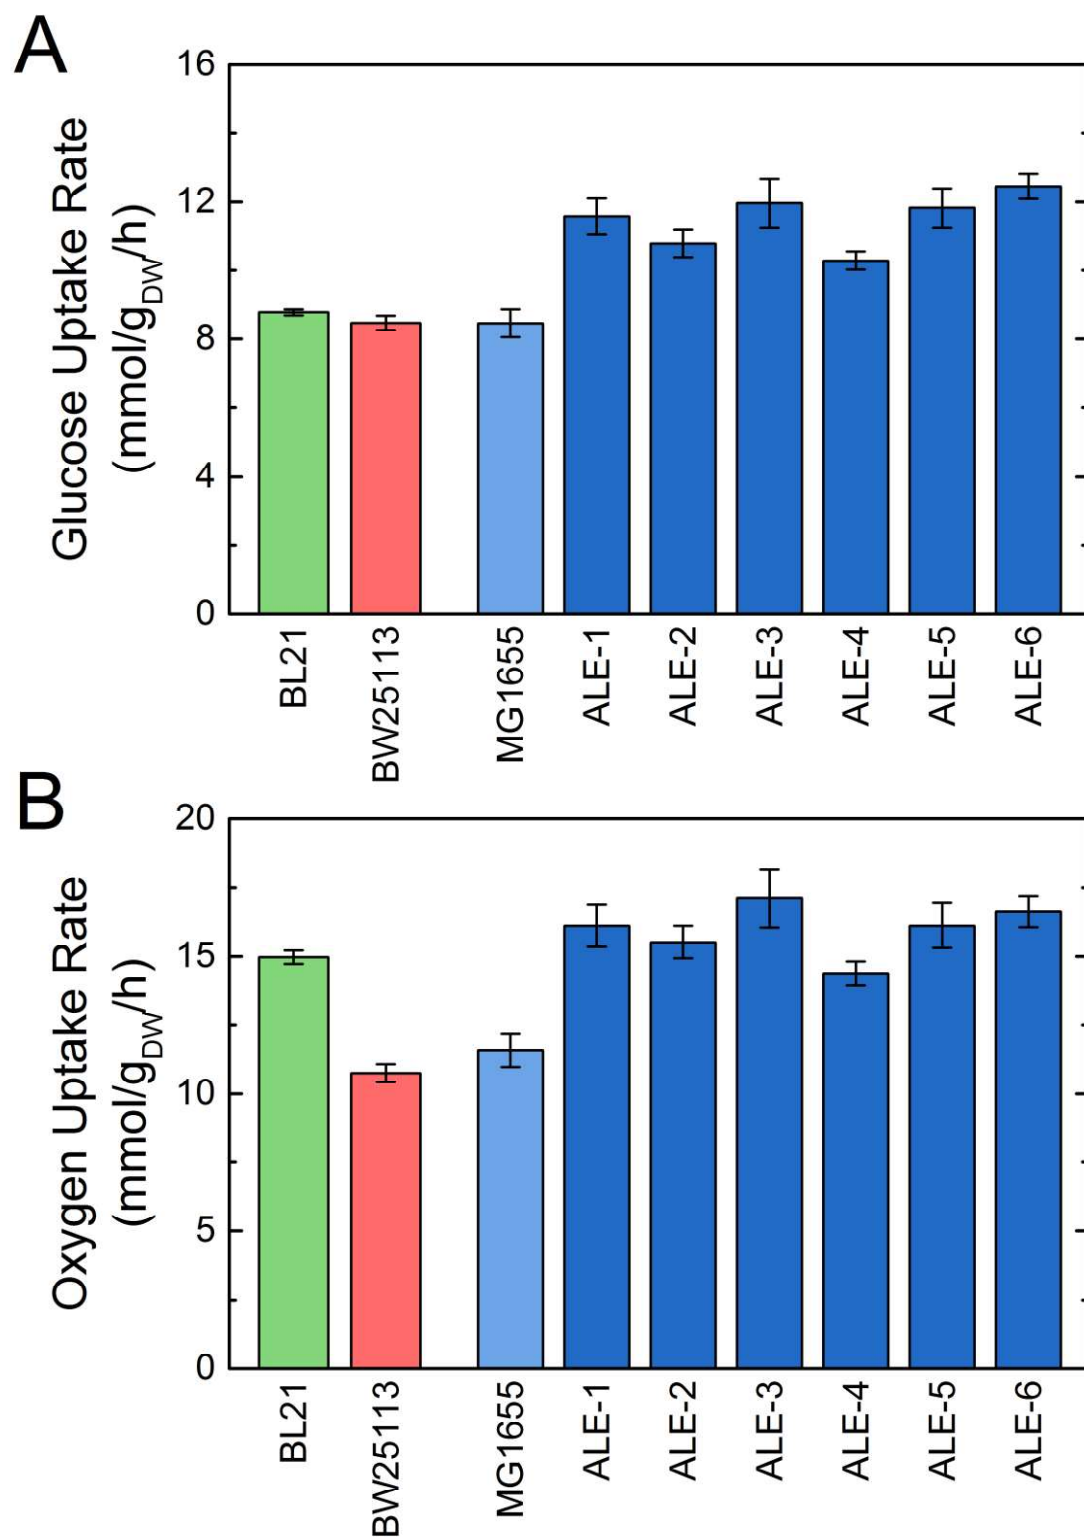 A
Glucose Uptake Rate
(mmol/gDW/h)
16
12
8
4
0
BL21
BW25113
MG1655
ALE-1
ALE-2
ALE-3
ALE-4
ALE-5
ALE-6
B
Oxygen Uptake Rate
(mmol/gDW/h)
20
15
10
5
0
BL21
BW25113
MG1655
ALE-1
ALE-2
ALE-3
ALE-4
ALE-5
ALE-6